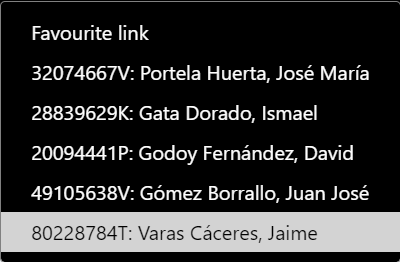 Favourite link
32074667V: Portela Huerta, José María
28839629K: Gata Dorado, Ismael
20094441P: Godoy Fernández, David
49105638V: Gómez Borrallo, Juan José
80228784T: Varas Cáceres, Jaime